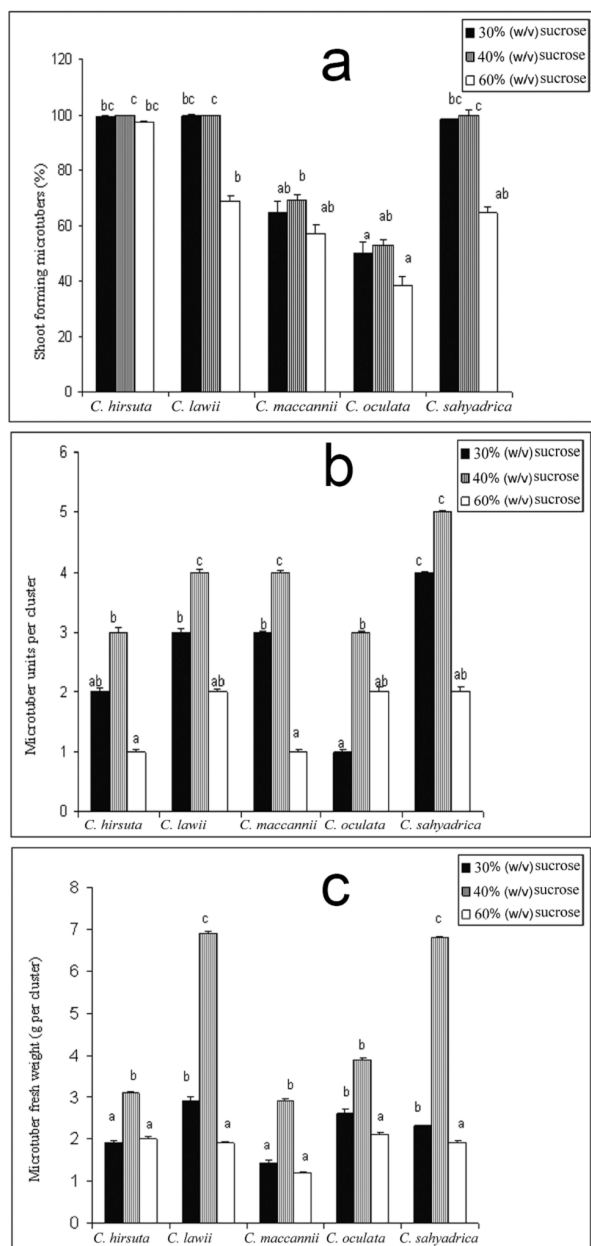 a
30% (w/v) sucrose
40% (w/v) sucrose
60% (w/v) sucrose
Shoot forming microtubers (%)
120
100
80
60
40
20
0
bc c bc
bc c
b
ab b ab
a ab a
bc c
ab
C. hirsuta C. lawii C. maccannii C. oculata C. sahyadrica
b
30% (w/v) sucrose
40% (w/v) sucrose
60% (w/v) sucrose
Microtuber units per cluster
6
5
4
3
2
1
0
ab b a
b c ab
b c a
a b ab
c c ab
C. hirsuta C. lawii C. maccannii C. oculata C. sahyadrica
c
30% (w/v) sucrose
40% (w/v) sucrose
60% (w/v) sucrose
Microtuber fresh weight (g per cluster)
8
7
6
5
4
3
2
1
0
a b a
b c a
a b a
b b a
b c a
C. hirsuta C. lawii C. maccannii C. oculata C. sahyadrica